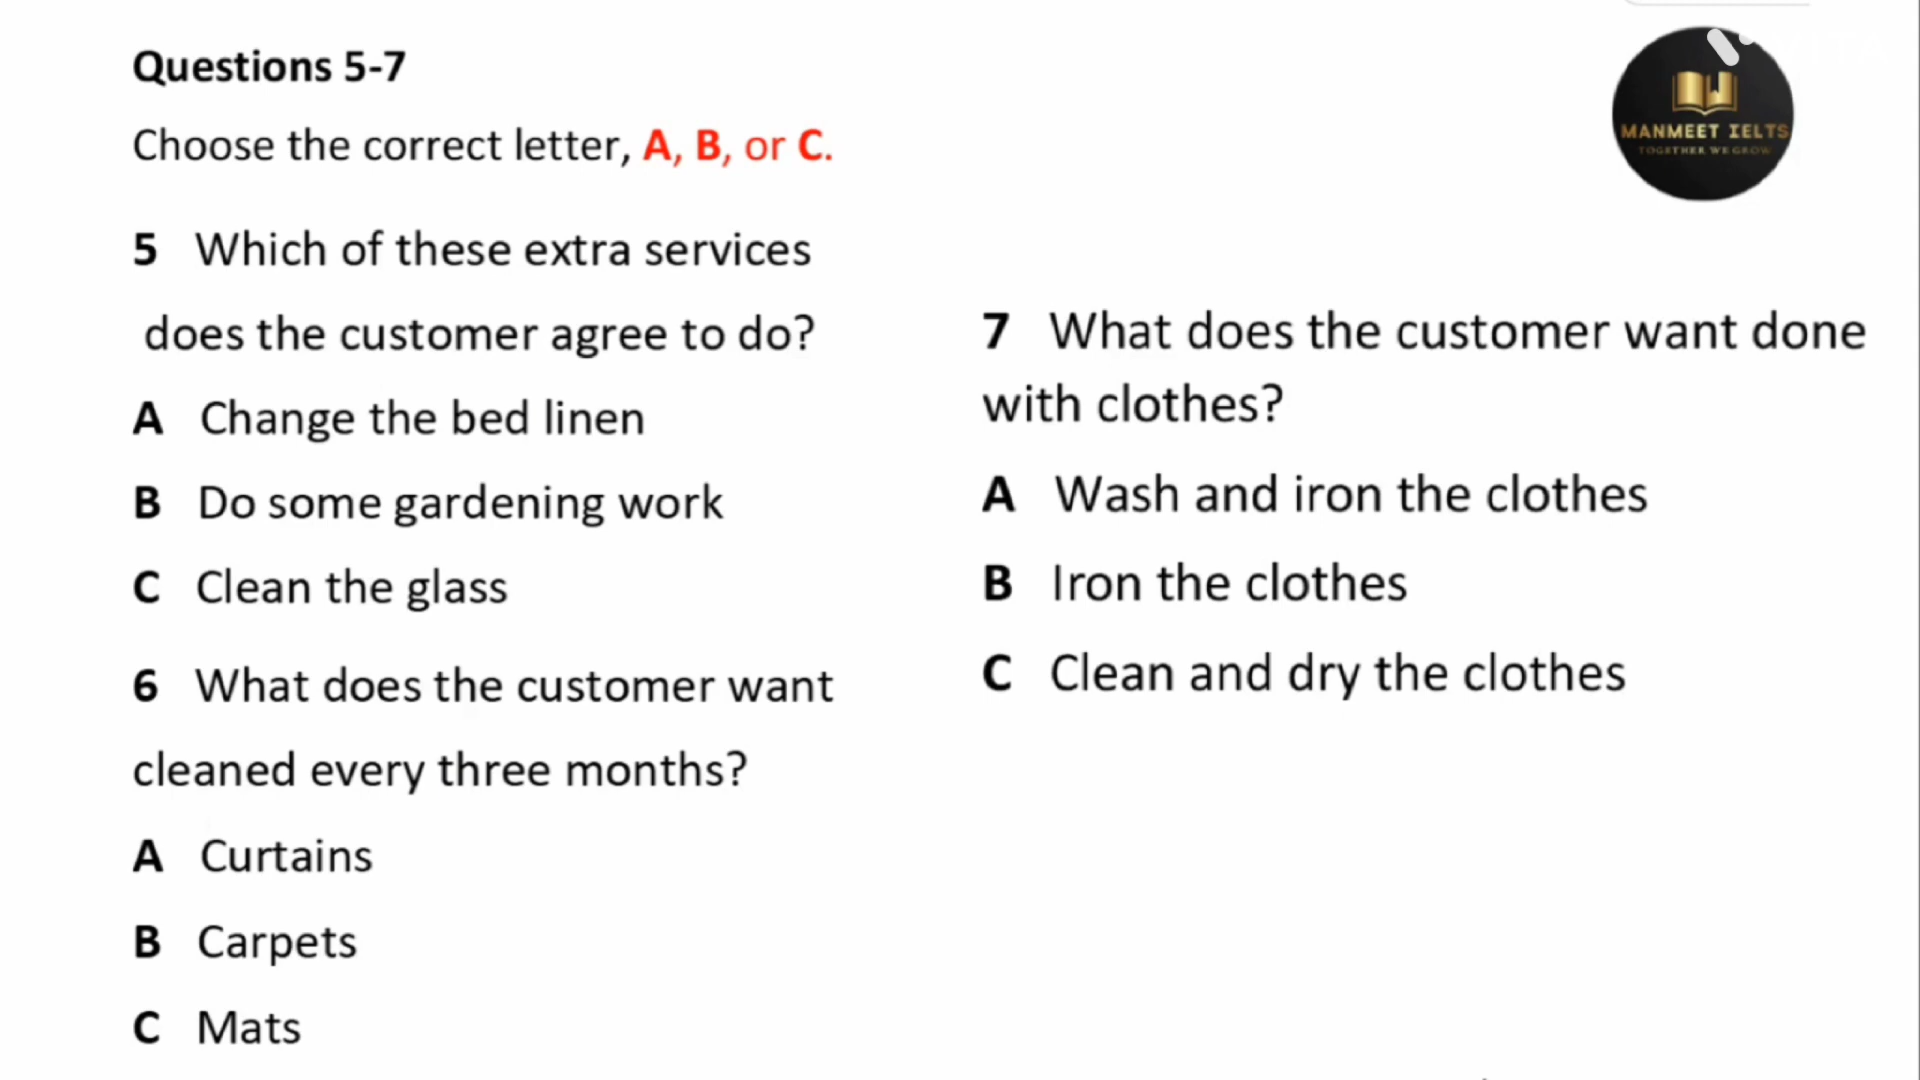 Questions 5-7
Choose the correct letter, A, B, or C.
5 Which of these extra services
does the customer agree to do?
A Change the bed linen
B Do some gardening work
C Clean the glass
6 What does the customer want
cleaned every three months?
A Curtains
B Carpets
C Mats
7 What does the customer want done
with clothes?
A Wash and iron the clothes
B Iron the clothes
C Clean and dry the clothes
MANMEET IELTS
TOGETHER WE GROW